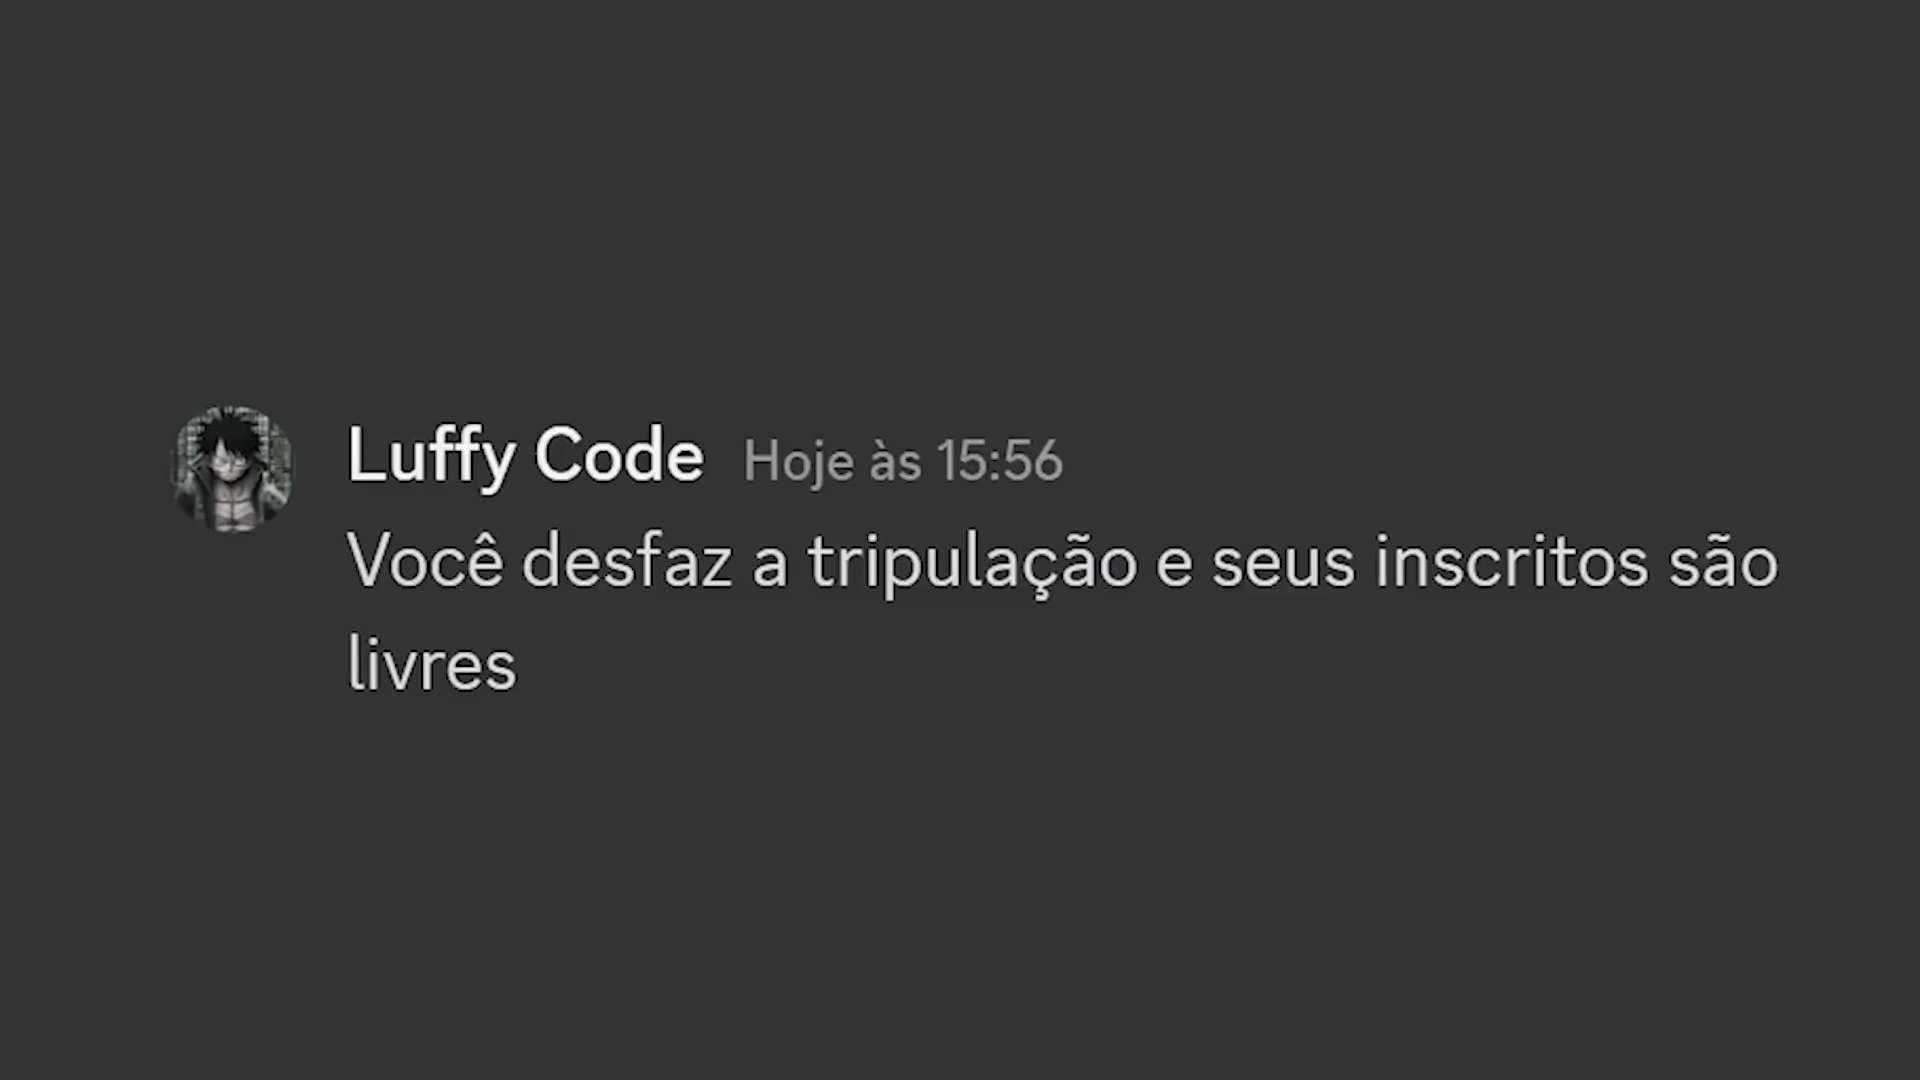 Luffy Code Hoje às 15:56
Você desfaz a tripulação e seus inscritos são
livres